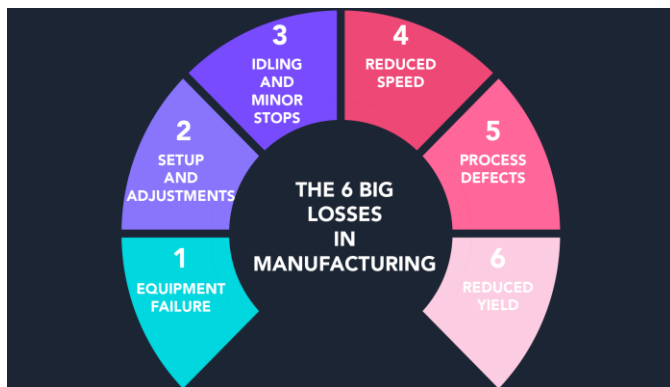 THE 6 BIG
LOSSES
IN
MANUFACTURING
1
EQUIPMENT
FAILURE
2
SETUP
AND
ADJUSTMENTS
3
IDLING
AND
MINOR
STOPS
4
REDUCED
SPEED
5
PROCESS
DEFECTS
6
REDUCED
YIELD